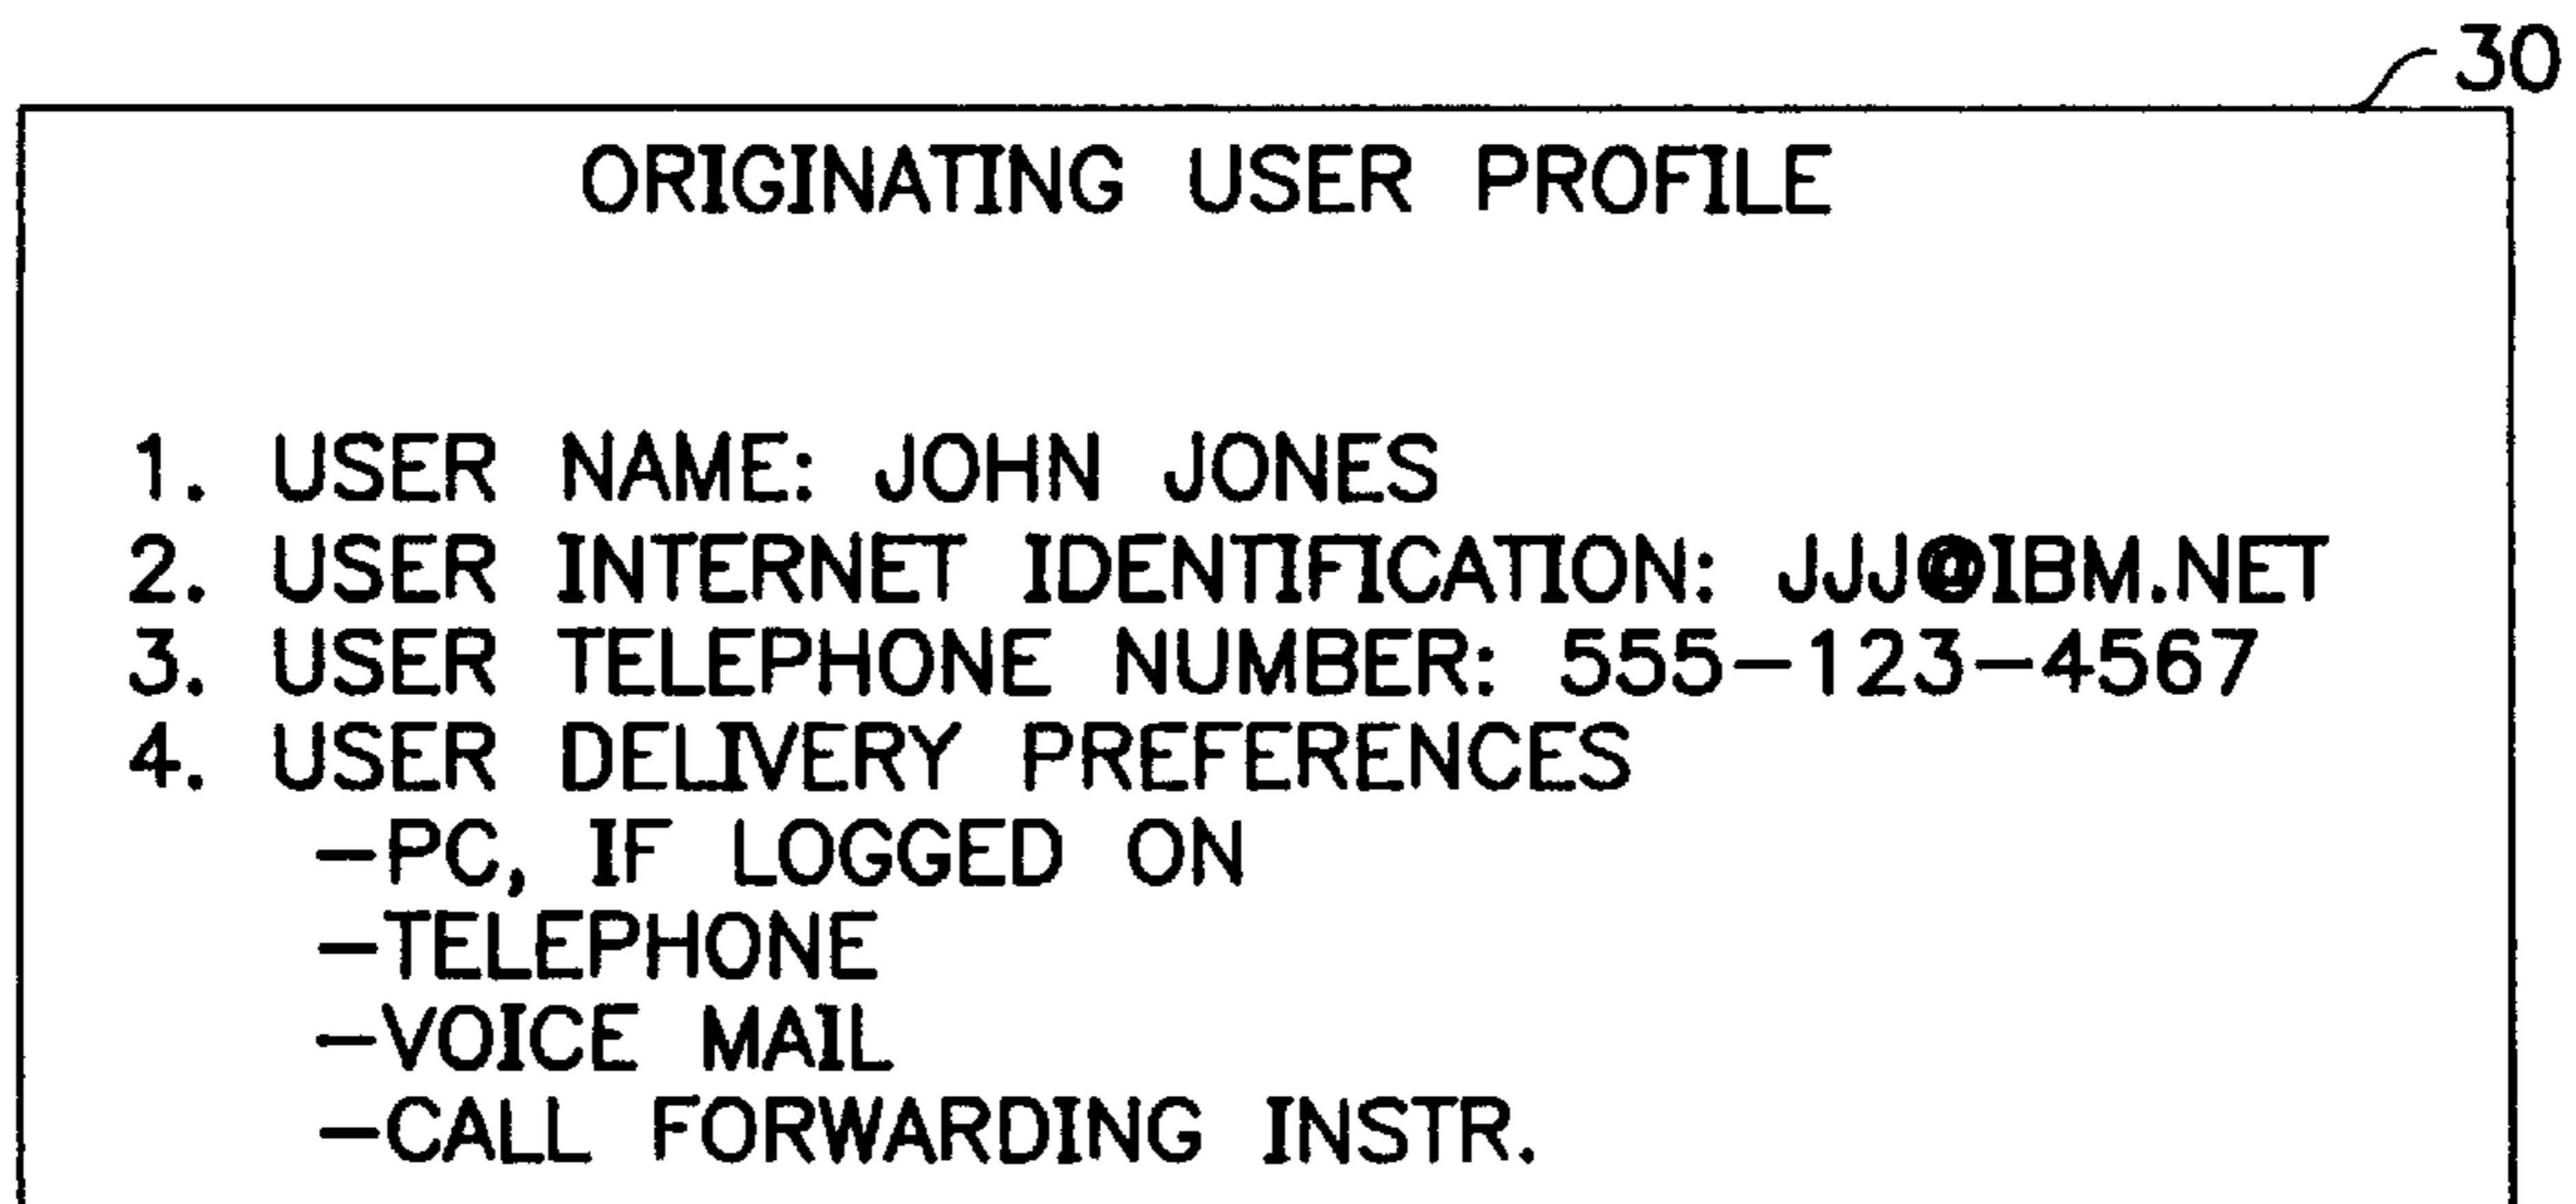 30
ORIGINATING USER PROFILE
1. USER NAME: JOHN JONES
2. USER INTERNET IDENTIFICATION: JJJ@IBM.NET
3. USER TELEPHONE NUMBER: 555-123-4567
4. USER DELIVERY PREFERENCES
-PC, IF LOGGED ON
-TELEPHONE
-VOICE MAIL
-CALL FORWARDING INSTR.